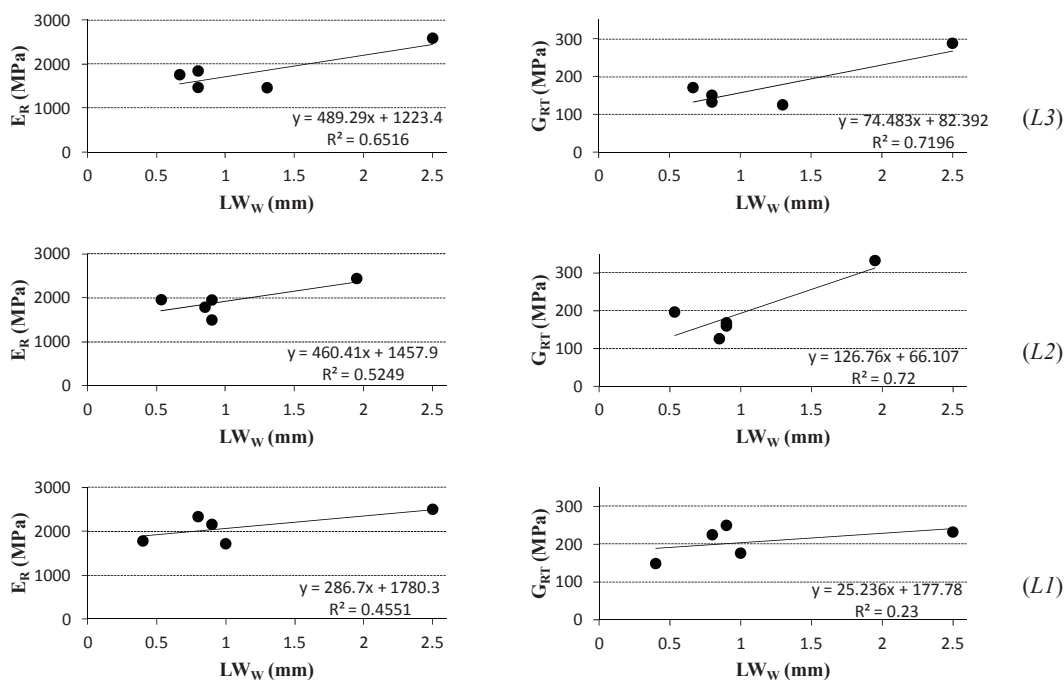 3000
2000
1000
0
E_R (MPa)
y = 489.29x + 1223.4
R² = 0.6516
0 0.5 1 1.5 2 2.5
LW_W (mm)
300
200
100
0
G_RT (MPa)
y = 74.483x + 82.392
R² = 0.7196
0 0.5 1 1.5 2 2.5
LW_W (mm)
(L3)
3000
2000
1000
0
E_R (MPa)
y = 460.41x + 1457.9
R² = 0.5249
0 0.5 1 1.5 2 2.5
LW_W (mm)
300
200
100
0
G_RT (MPa)
y = 126.76x + 66.107
R² = 0.72
0 0.5 1 1.5 2 2.5
LW_W (mm)
(L2)
3000
2000
1000
0
E_R (MPa)
y = 286.7x + 1780.3
R² = 0.4551
0 0.5 1 1.5 2 2.5
LW_W (mm)
300
200
100
0
G_RT (MPa)
y = 25.236x + 177.78
R² = 0.23
0 0.5 1 1.5 2 2.5
LW_W (mm)
(L1)